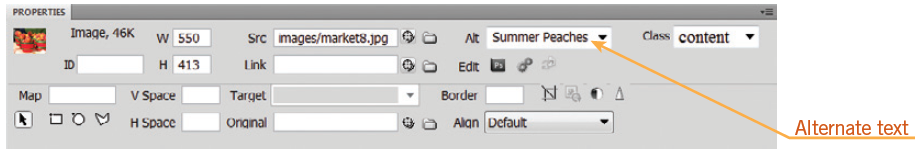 PROPERTIES
Image, 46K W 550 Src images/market8.jpg Alt Summer Peaches Class content
ID H 413 Link Edit Ps
Map V Space Target Border
H Space Original Align Default
Alternate text